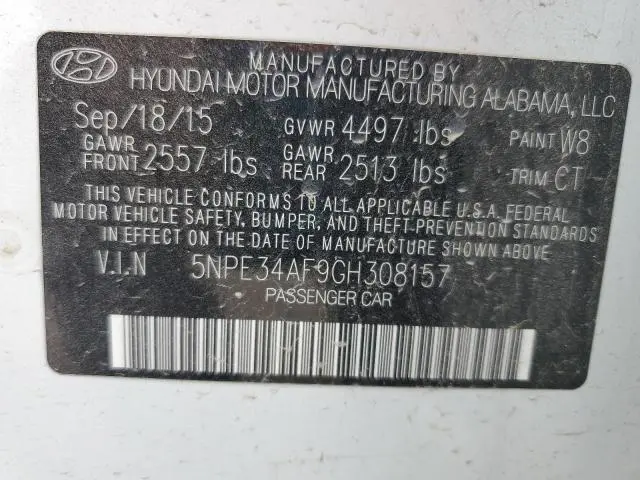 MANUFACTURED BY
HYUNDAI MOTOR MANUFACTURING ALABAMA, LLC
Sep/18/15 GVWR 4497 lbs PAINT W8
GAWR FRONT 2557 lbs GAWR REAR 2513 lbs TRIM CT
THIS VEHICLE CONFORMS TO ALL APPLICABLE U.S.A. FEDERAL
MOTOR VEHICLE SAFETY, BUMPER, AND THEFT PREVENTION STANDARDS
IN EFFECT ON THE DATE OF MANUFACTURE SHOWN ABOVE.
V.I.N 5NPE34AF9GH308157
PASSENGER CAR